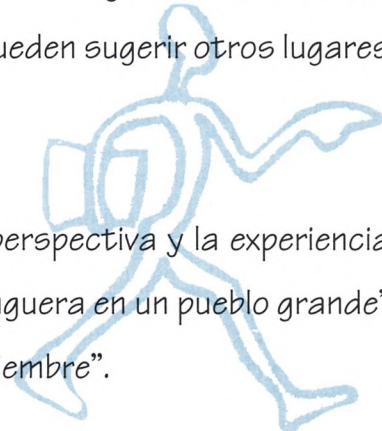 ueden sugerir otros lugares
perspectiva y la experiencia
guera en un pueblo grande"
embre".